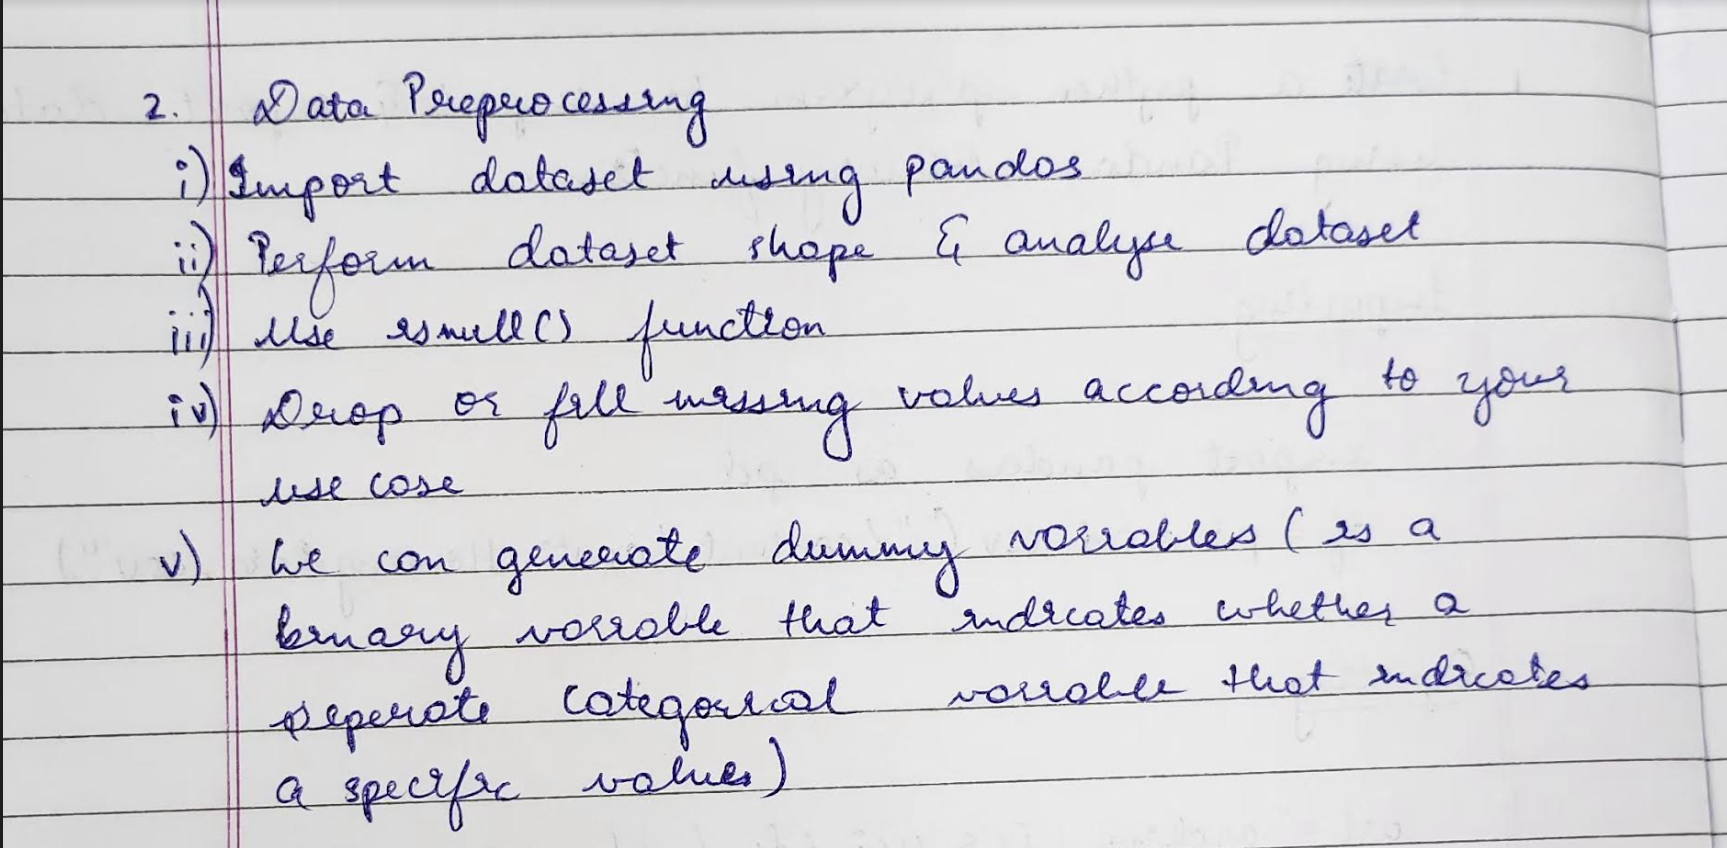 2. Data Preprocessing
i) Import dataset using pandas
ii) Perform dataset shape & analyse dataset
iii) Use isnull() function
iv) Drop or fill missing values according to your
use case
v) We can generate dummy variables ( is a
binary variable that indicates whether a
seperate categorical variable that indicates
a specific values)